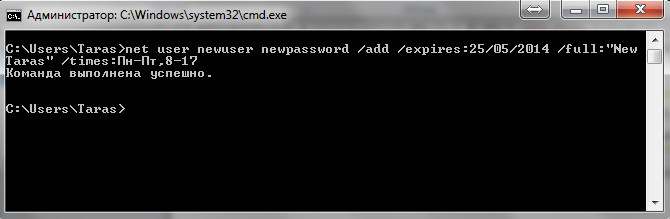 Администратор: C:\Windows\system32\cmd.exe
C:\Users\Taras>net user newuser newpassword /add /expires:25/05/2014 /full:"New
Taras" /times:Пн-Пт,8-17
Команда выполнена успешно.
C:\Users\Taras>